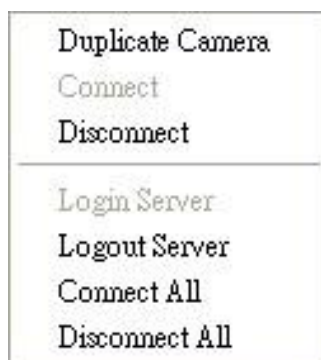 Duplicate Camera
Connect
Disconnect
Login Server
Logout Server
Connect All
Disconnect All